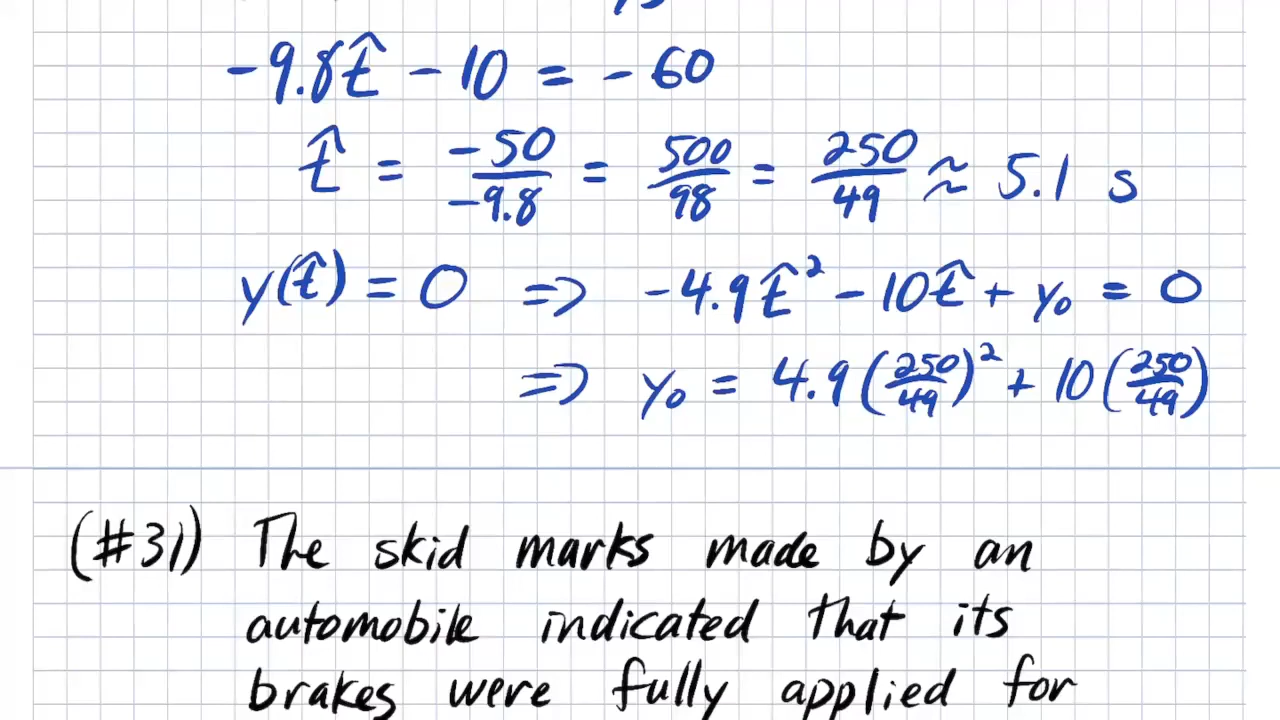 -9.8t̂ - 10 = - 60
t̂ = -50/-9.8 = 500/98 = 250/49 ≈ 5.1 s
y(t̂) = 0 => -4.9t̂² - 10t̂ + y₀ = 0
=> y₀ = 4.9(250/49)² + 10(250/49)
(#31) The skid marks made by an
automobile indicated that its
brakes were fully applied for